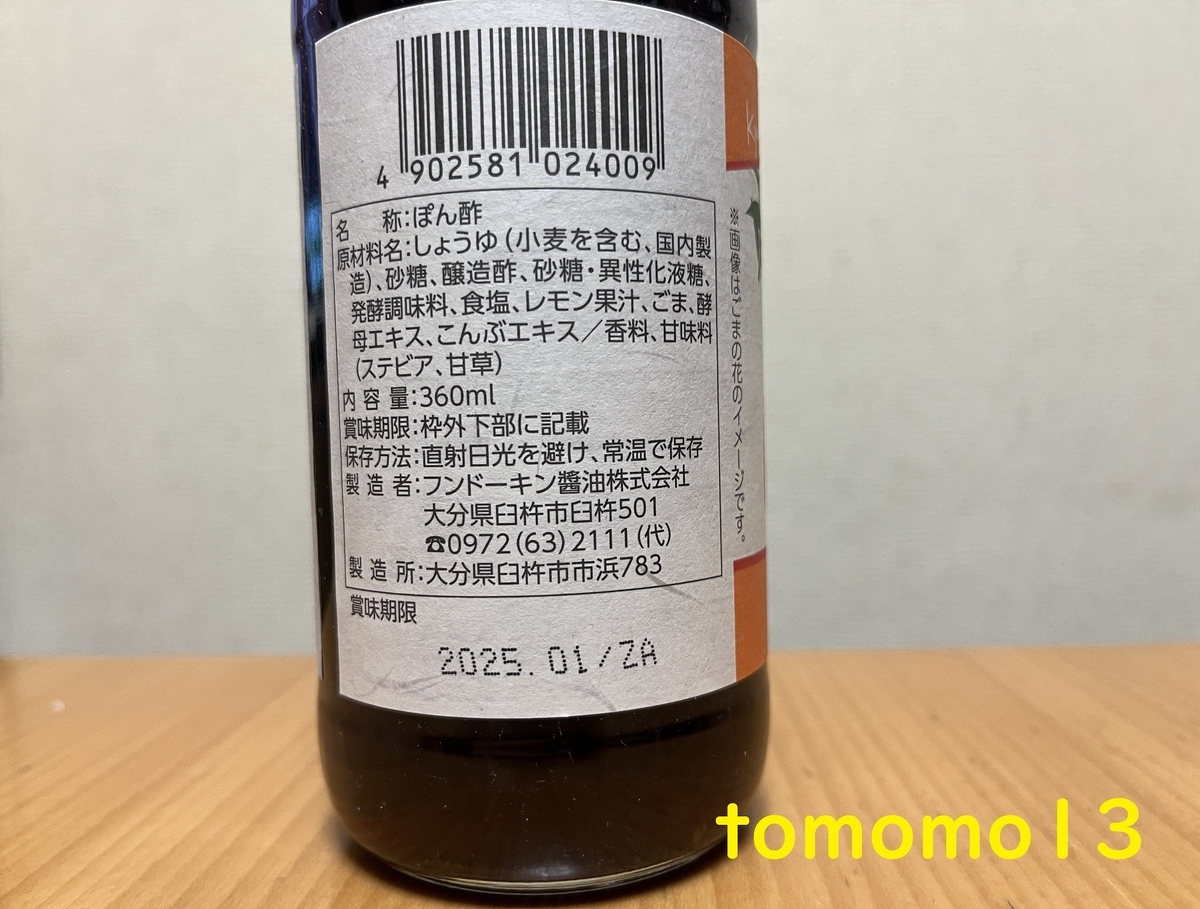 4 902581 024009
名 称:ぽん酢
原材料名:しょうゆ(小麦を含む、国内製
造)、砂糖、醸造酢、砂糖・異性化液糖、
発酵調味料、食塩、レモン果汁、ごま、酵
母エキス、こんぶエキス/香料、甘味料
(ステビア、甘草)
内 容 量:360ml
賞味期限:枠外下部に記載
保存方法:直射日光を避け、常温で保存
製 造 者:フンドーキン醬油株式会社
大分県臼杵市臼杵501
☎0972(63)2111(代)
製 造 所:大分県臼杵市市浜783
賞味期限
2025.01/ZA
※画像はごまの花のイメージです。
tomomo13